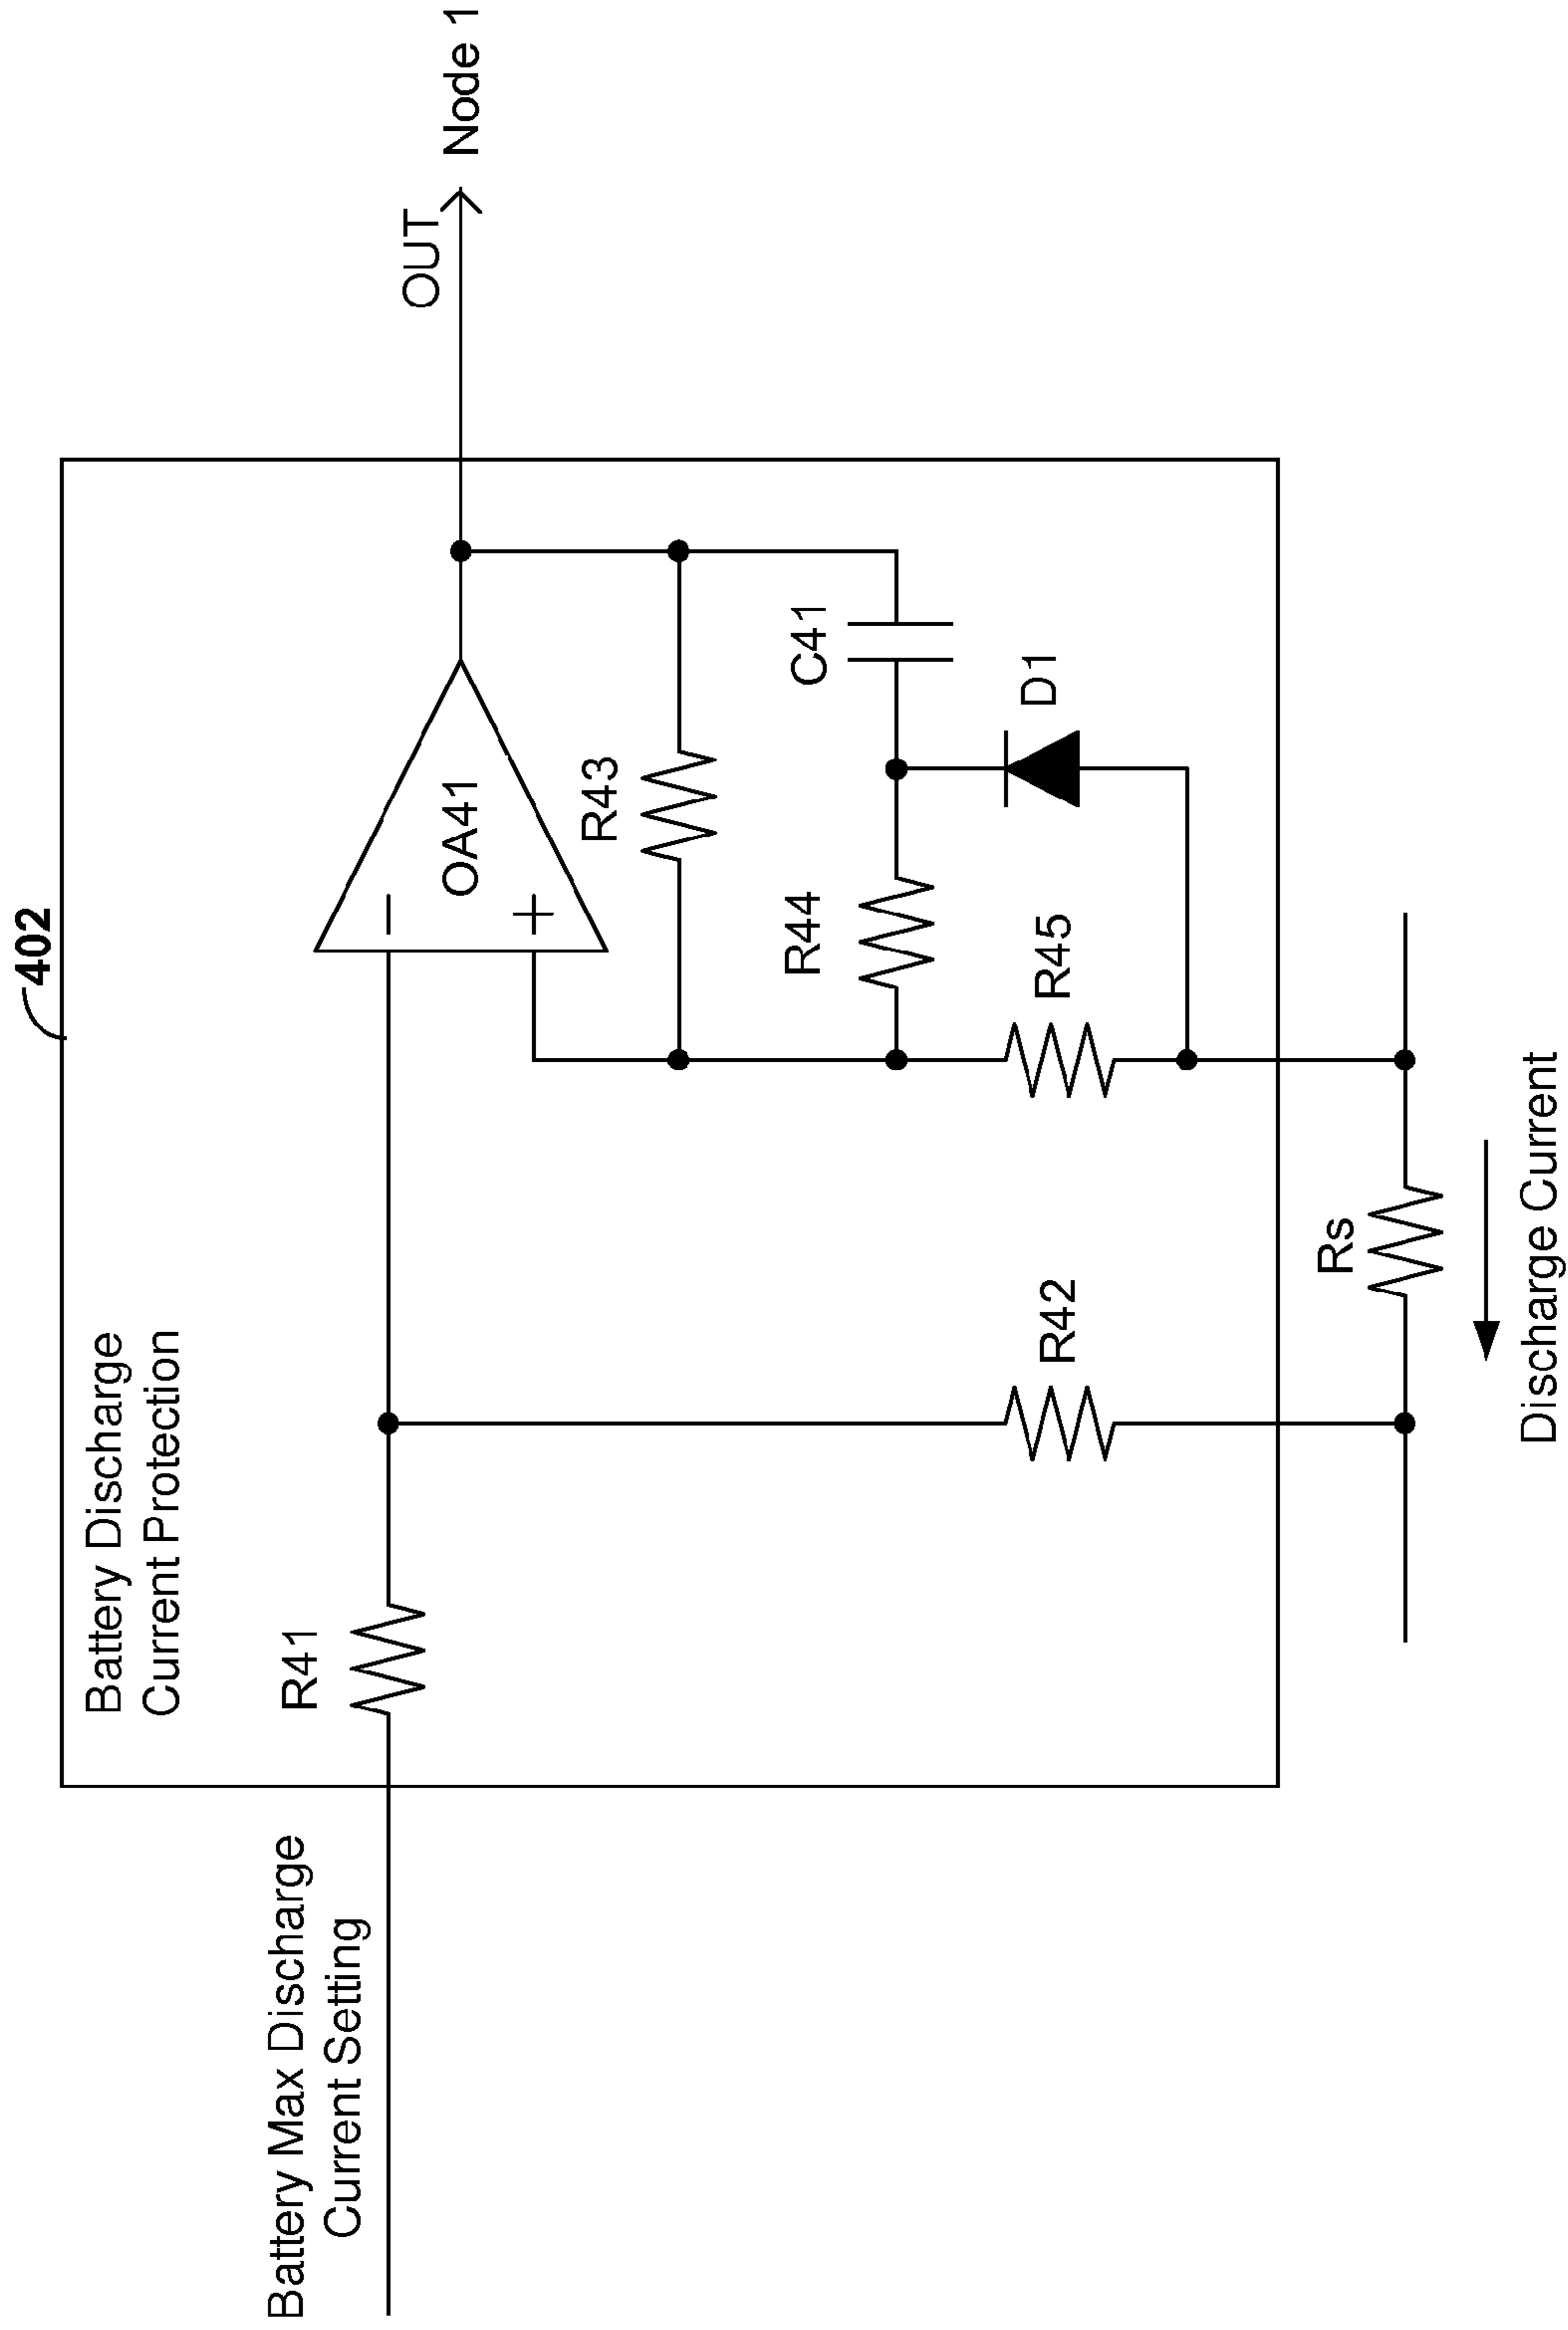 402
Battery Discharge
Current Protection
Battery Max Discharge
Current Setting
R41
OA41
−
+
OUT
Node 1
R43
C41
R44
D1
R45
R42
Rs
Discharge Current